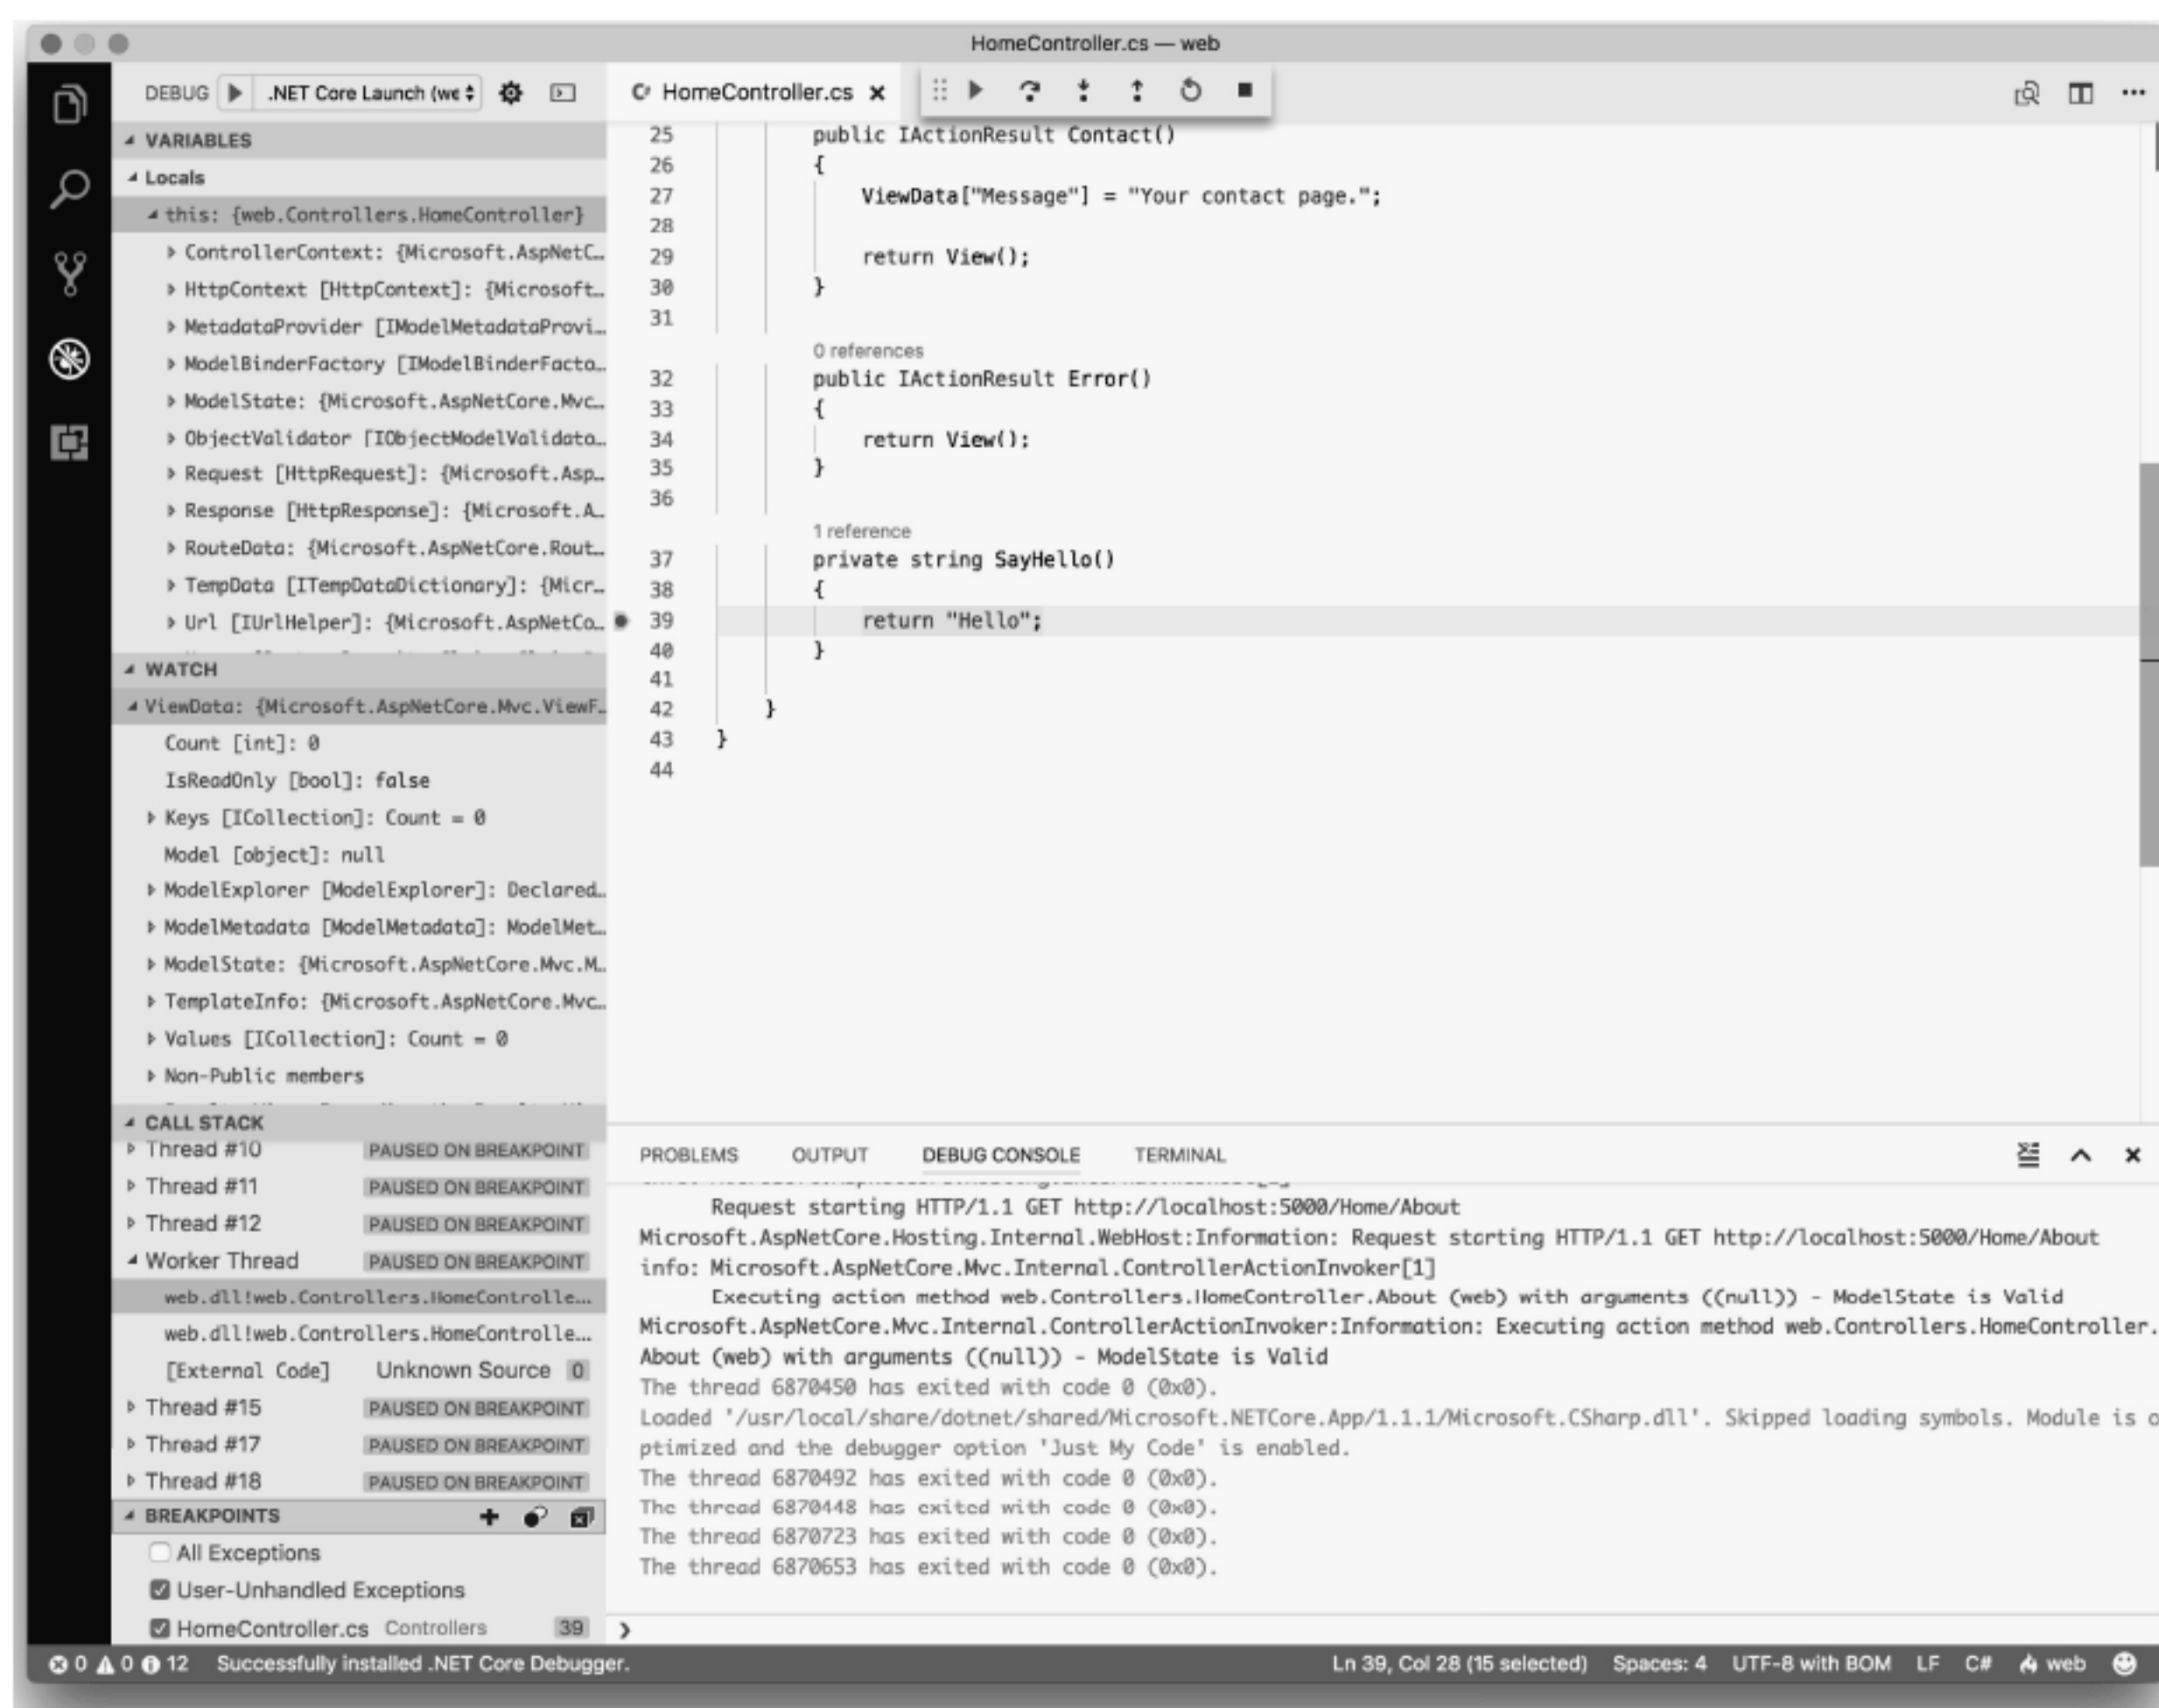 HomeController.cs — web
DEBUG .NET Core Launch (we
VARIABLES
Locals
this: {web.Controllers.HomeController}
ControllerContext: {Microsoft.AspNetC…
HttpContext [HttpContext]: {Microsoft…
MetadataProvider [IModelMetadataProvi…
ModelBinderFactory [IModelBinderFacto…
ModelState: {Microsoft.AspNetCore.Mvc…
ObjectValidator [IObjectModelValidato…
Request [HttpRequest]: {Microsoft.Asp…
Response [HttpResponse]: {Microsoft.A…
RouteData: {Microsoft.AspNetCore.Rout…
TempData [ITempDataDictionary]: {Micr…
Url [IUrlHelper]: {Microsoft.AspNetCo…
WATCH
ViewData: {Microsoft.AspNetCore.Mvc.ViewF…
Count [int]: 0
IsReadOnly [bool]: false
Keys [ICollection]: Count = 0
Model [object]: null
ModelExplorer [ModelExplorer]: Declared…
ModelMetadata [ModelMetadata]: ModelMet…
ModelState: {Microsoft.AspNetCore.Mvc.M…
TemplateInfo: {Microsoft.AspNetCore.Mvc…
Values [ICollection]: Count = 0
Non-Public members
CALL STACK
Thread #10 PAUSED ON BREAKPOINT
Thread #11 PAUSED ON BREAKPOINT
Thread #12 PAUSED ON BREAKPOINT
Worker Thread PAUSED ON BREAKPOINT
web.dll!web.Controllers.HomeControlle...
web.dll!web.Controllers.HomeControlle...
[External Code] Unknown Source 0
Thread #15 PAUSED ON BREAKPOINT
Thread #17 PAUSED ON BREAKPOINT
Thread #18 PAUSED ON BREAKPOINT
BREAKPOINTS
All Exceptions
User-Unhandled Exceptions
HomeController.cs Controllers 39
HomeController.cs
25 public IActionResult Contact()
26 {
27 ViewData["Message"] = "Your contact page.";
28
29 return View();
30 }
31
0 references
32 public IActionResult Error()
33 {
34 return View();
35 }
36
1 reference
37 private string SayHello()
38 {
39 return "Hello";
40 }
41
42 }
43 }
44
PROBLEMS OUTPUT DEBUG CONSOLE TERMINAL
Request starting HTTP/1.1 GET http://localhost:5000/Home/About
Microsoft.AspNetCore.Hosting.Internal.WebHost:Information: Request starting HTTP/1.1 GET http://localhost:5000/Home/About
info: Microsoft.AspNetCore.Mvc.Internal.ControllerActionInvoker[1]
Executing action method web.Controllers.HomeController.About (web) with arguments ((null)) - ModelState is Valid
Microsoft.AspNetCore.Mvc.Internal.ControllerActionInvoker:Information: Executing action method web.Controllers.HomeController.
About (web) with arguments ((null)) - ModelState is Valid
The thread 6870450 has exited with code 0 (0x0).
Loaded '/usr/local/share/dotnet/shared/Microsoft.NETCore.App/1.1.1/Microsoft.CSharp.dll'. Skipped loading symbols. Module is o
ptimized and the debugger option 'Just My Code' is enabled.
The thread 6870492 has exited with code 0 (0x0).
The thread 6870448 has exited with code 0 (0x0).
The thread 6870723 has exited with code 0 (0x0).
The thread 6870653 has exited with code 0 (0x0).
0 0 12 Successfully installed .NET Core Debugger. Ln 39, Col 28 (15 selected) Spaces: 4 UTF-8 with BOM LF C# web